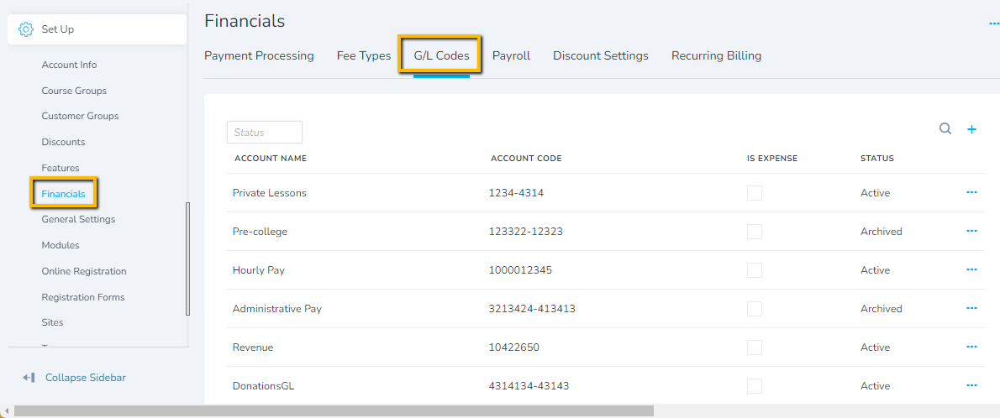 Set Up
Account Info
Course Groups
Customer Groups
Discounts
Features
Financials
General Settings
Modules
Online Registration
Registration Forms
Sites
Collapse Sidebar
Financials
Payment Processing Fee Types G/L Codes Payroll Discount Settings Recurring Billing
Status
ACCOUNT NAME ACCOUNT CODE IS EXPENSE STATUS
Private Lessons 1234-4314 Active
Pre-college 123322-12323 Archived
Hourly Pay 1000012345 Active
Administrative Pay 3213424-413413 Archived
Revenue 10422650 Active
DonationsGL 4314134-43143 Active